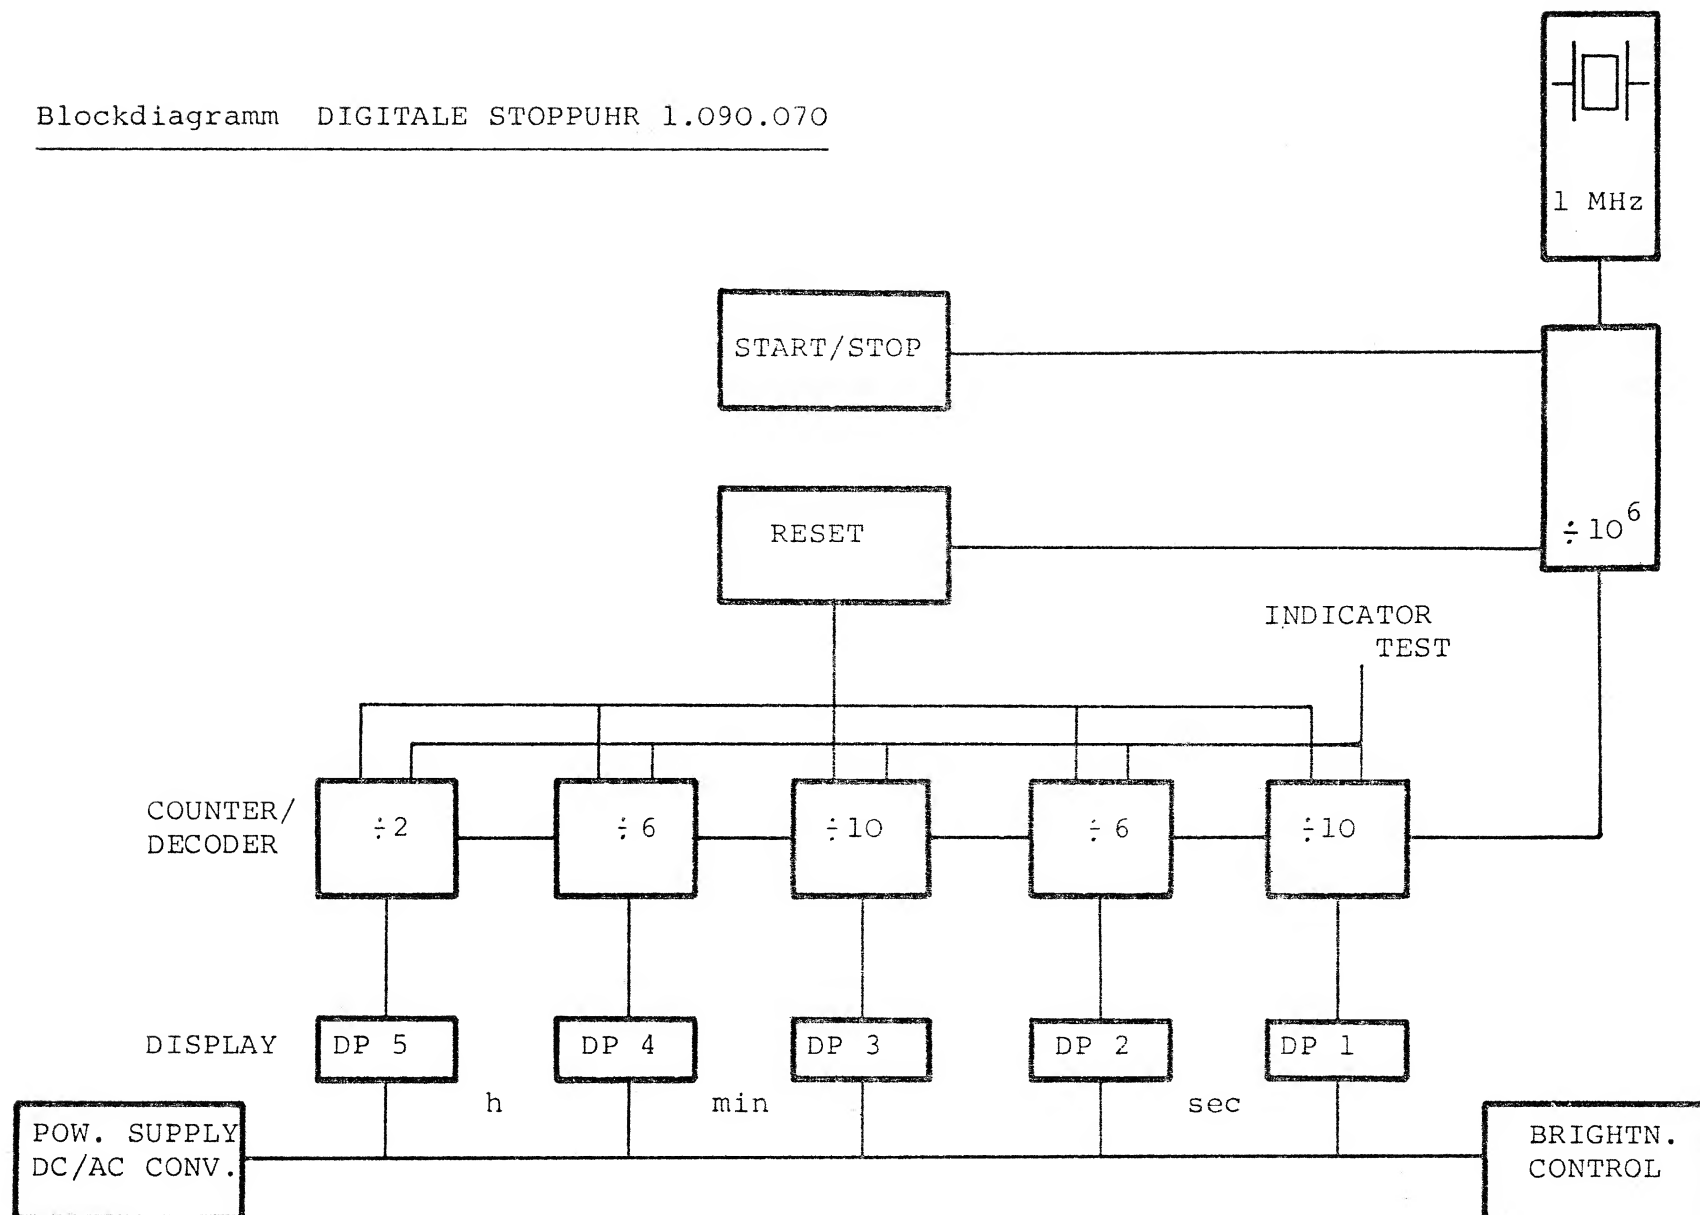 Blockdiagramm DIGITALE STOPPUHR 1.090.070
1 MHz
START/STOP
RESET
÷10⁶
INDICATOR
TEST
COUNTER/
DECODER
÷2
÷6
÷10
÷6
÷10
DISPLAY
DP 5
DP 4
DP 3
DP 2
DP 1
h
min
sec
POW. SUPPLY
DC/AC CONV.
BRIGHTN.
CONTROL